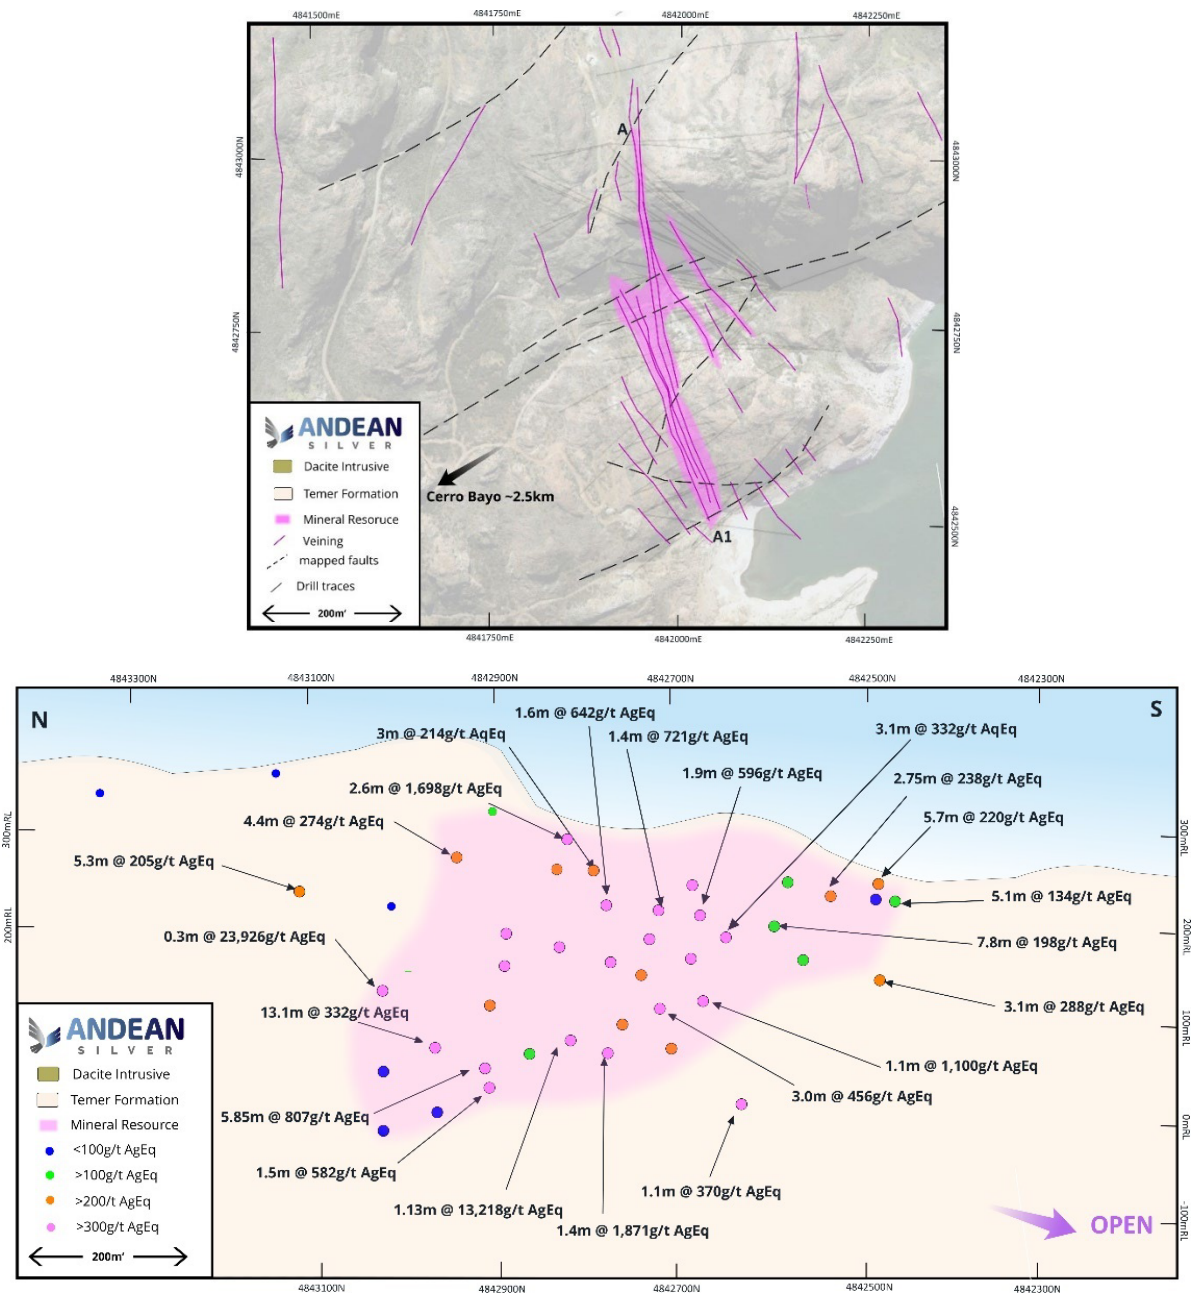 4841500mE 4841750mE 4842000mE 4842250mE
4843000N
4843000N
A
4842750N
4842750N
ANDEAN
SILVER
Dacite Intrusive
Temer Formation
Mineral Resoruce
Veining
mapped faults
Drill traces
200m'
Cerro Bayo ~2.5km
A1
4842500N
4841750mE 4842000mE 4842250mE
4843300N 4843100N 4842900N 4842700N 4842500N 4842300N
N
S
1.6m @ 642g/t AgEq
3m @ 214g/t AqEq
1.4m @ 721g/t AgEq
3.1m @ 332g/t AqEq
1.9m @ 596g/t AgEq
2.75m @ 238g/t AgEq
2.6m @ 1,698g/t AgEq
4.4m @ 274g/t AgEq
5.7m @ 220g/t AgEq
300mRL
300mRL
5.3m @ 205g/t AgEq
5.1m @ 134g/t AgEq
200mRL
200mRL
0.3m @ 23,926g/t AgEq
7.8m @ 198g/t AgEq
13.1m @ 332g/t AgEq
3.1m @ 288g/t AgEq
100mRL
ANDEAN
SILVER
Dacite Intrusive
Temer Formation
Mineral Resource
<100g/t AgEq
>100g/t AgEq
>200/t AgEq
>300g/t AgEq
200m'
1.1m @ 1,100g/t AgEq
3.0m @ 456g/t AgEq
5.85m @ 807g/t AgEq
0mRL
1.5m @ 582g/t AgEq
1.1m @ 370g/t AgEq
1.13m @ 13,218g/t AgEq
1.4m @ 1,871g/t AgEq
-100mRL
OPEN
4843100N 4842900N 4842700N 4842500N 4842300N